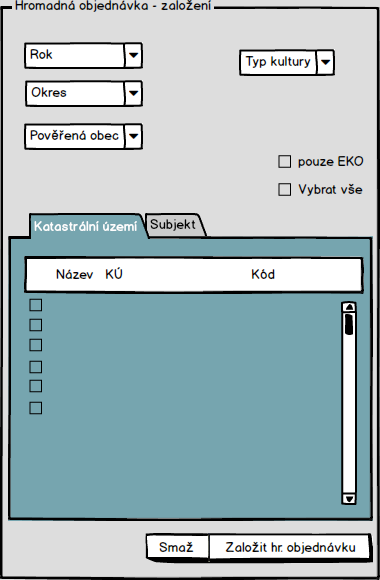 Hromadná objednávka - založení
Rok
Typ kultury
Okres
Pověřená obec
pouze EKO
Vybrat vše
Katastrální území
Subjekt
Název KÚ
Kód
Smaž
Založit hr. objednávku